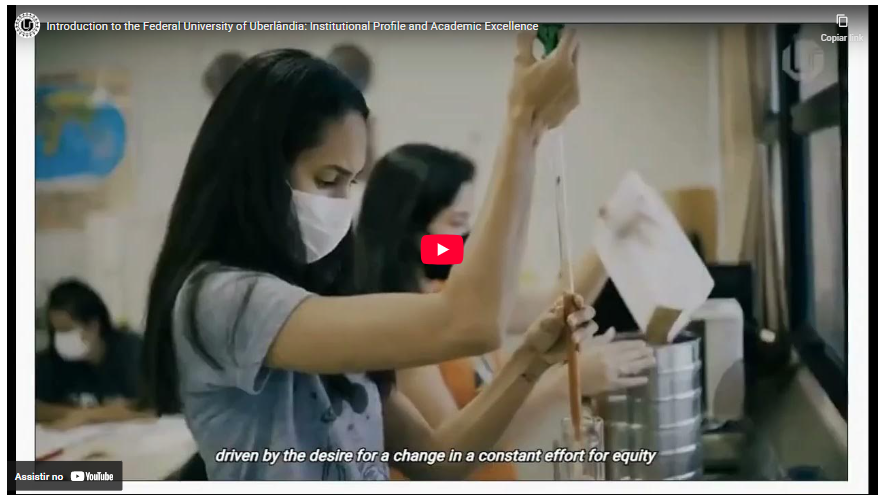 Introduction to the Federal University of Uberlândia: Institutional Profile and Academic Excellence
Copiar link
driven by the desire for a change in a constant effort for equity
Assistir no YouTube